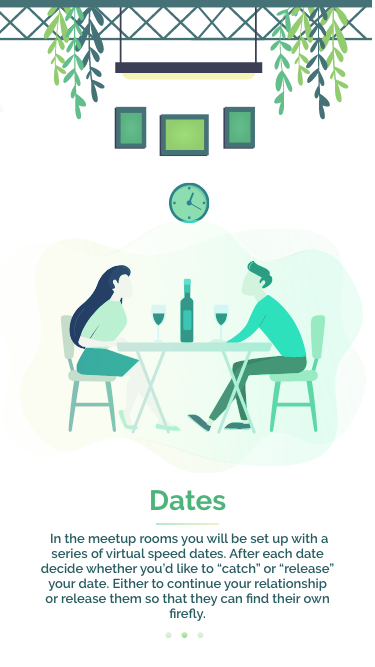 Dates
In the meetup rooms you will be set up with a
series of virtual speed dates. After each date
decide whether you'd like to “catch” or “release”
your date. Either to continue your relationship
or release them so that they can find their own
firefly.